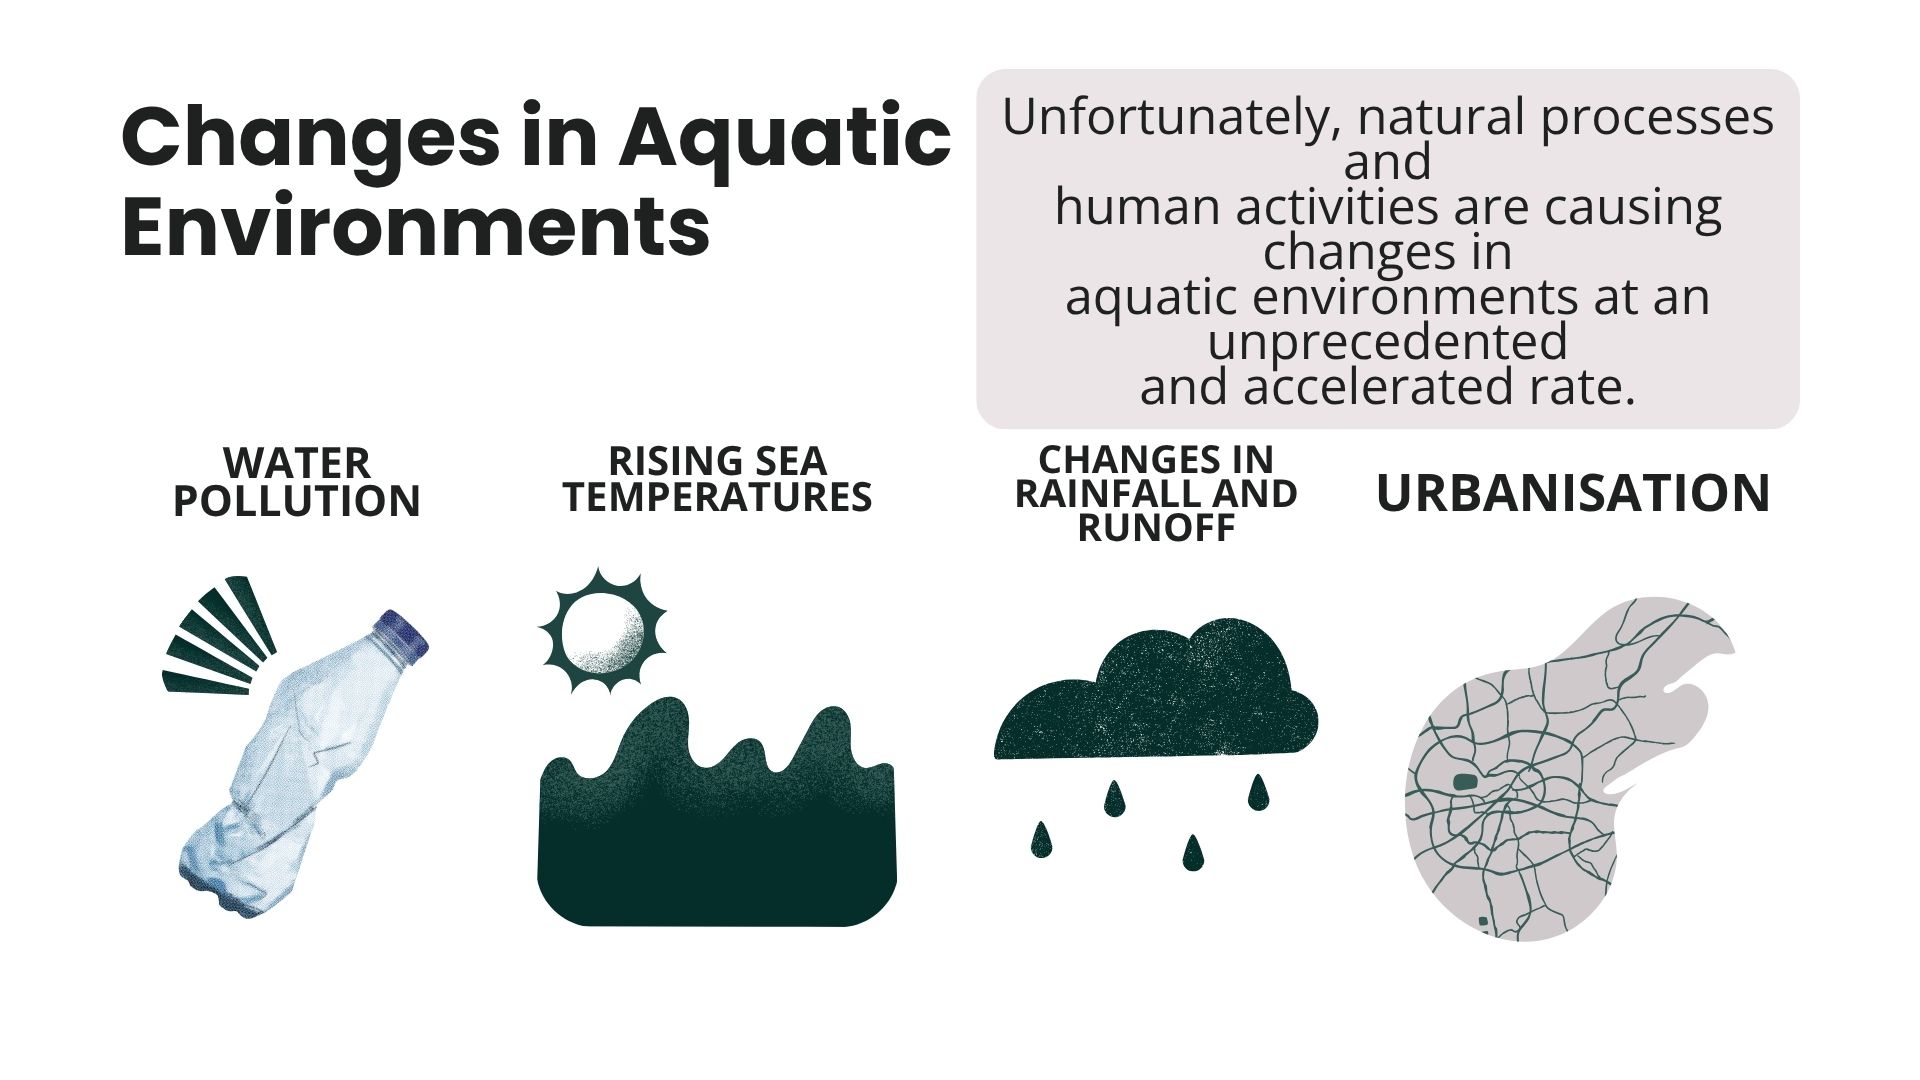 Changes in Aquatic
Environments
Unfortunately, natural processes
and
human activities are causing
changes in
aquatic environments at an
unprecedented
and accelerated rate.
WATER
POLLUTION
RISING SEA
TEMPERATURES
CHANGES IN
RAINFALL AND
RUNOFF
URBANISATION